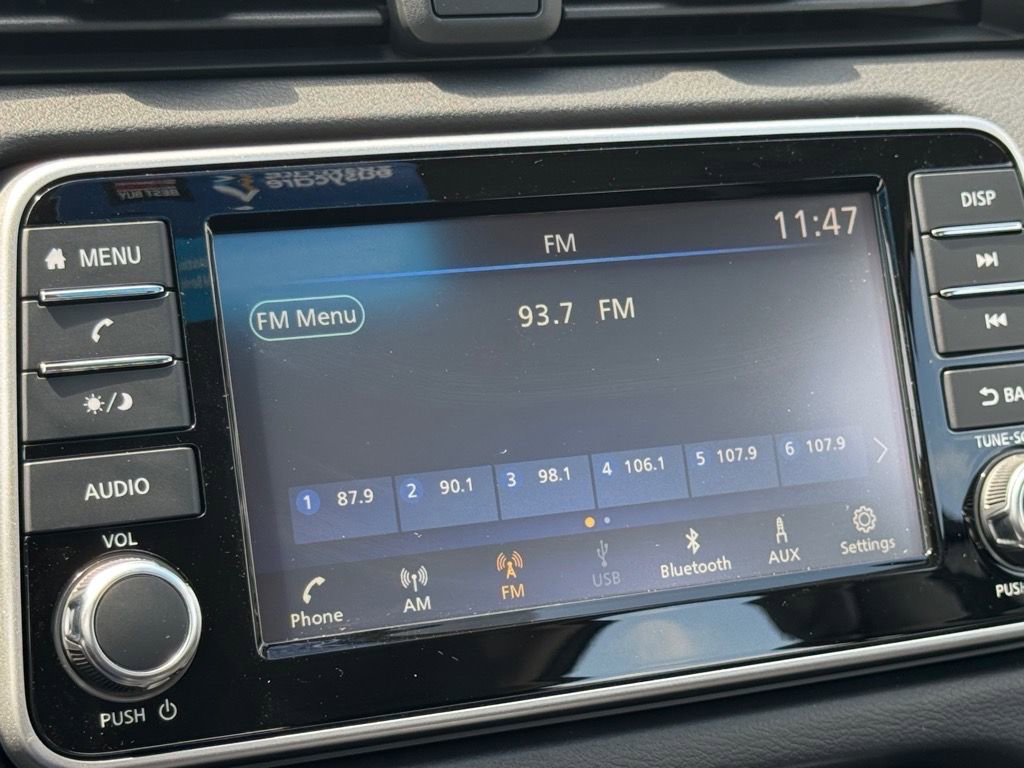 MENU
AUDIO
VOL
PUSH
FM
11:47
FM Menu
93.7 FM
1 87.9
2 90.1
3 98.1
4 106.1
5 107.9
6 107.9
Phone
AM
FM
USB
Bluetooth
AUX
Settings
DISP
BA
TUNE-SC
PUSH